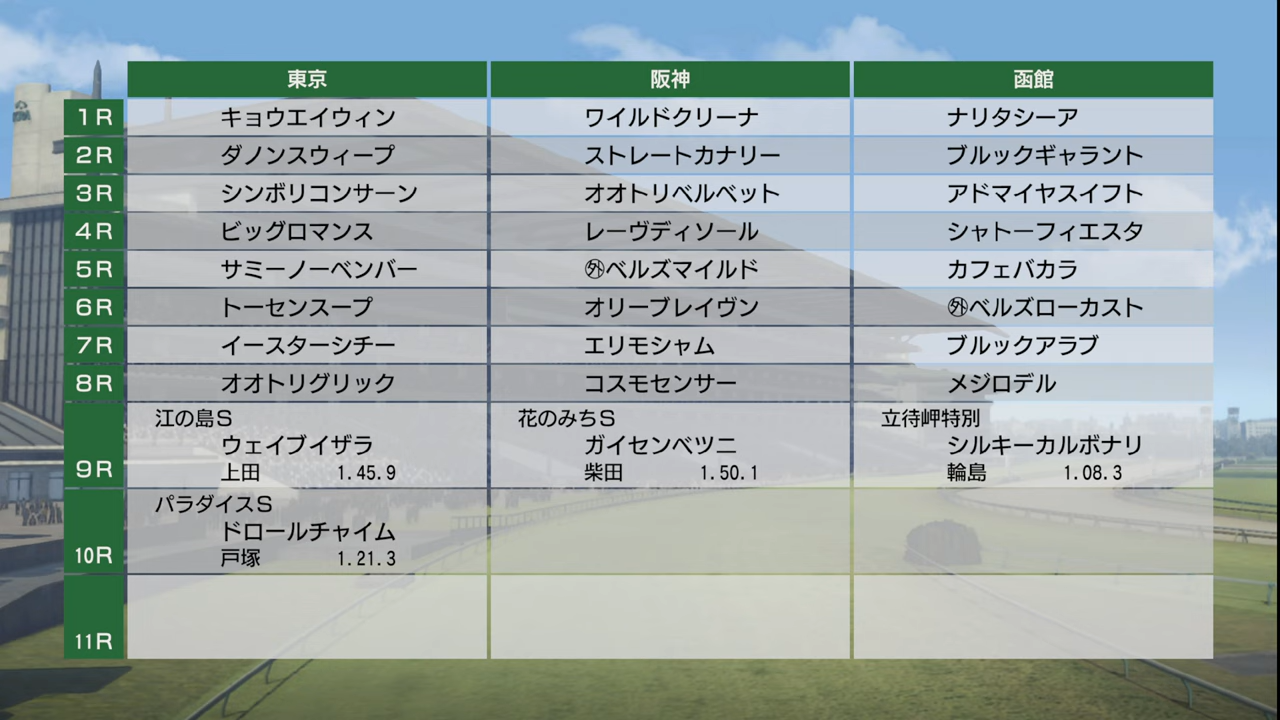 東京 阪神 函館
1R キョウエイウィン ワイルドクリーナ ナリタシーア
2R ダノンスウィープ ストレートカナリー ブルックギャラント
3R シンボリコンサーン オオトリベルベット アドマイヤスイフト
4R ビッグロマンス レーヴディソール シャトーフィエスタ
5R サミーノーベンバー ㊕ベルズマイルド カフェバカラ
6R トーセンスープ オリーブレイヴン ㊕ベルズローカスト
7R イースターシチー エリモシャム ブルックアラブ
8R オオトリグリック コスモセンサー メジロデル
江の島S 花のみちS 立待岬特別
ウェイブイザラ ガイセンベツニ シルキーカルボナリ
9R 上田 1.45.9 柴田 1.50.1 輪島 1.08.3
パラダイスS
ドロールチャイム
10R 戸塚 1.21.3
11R